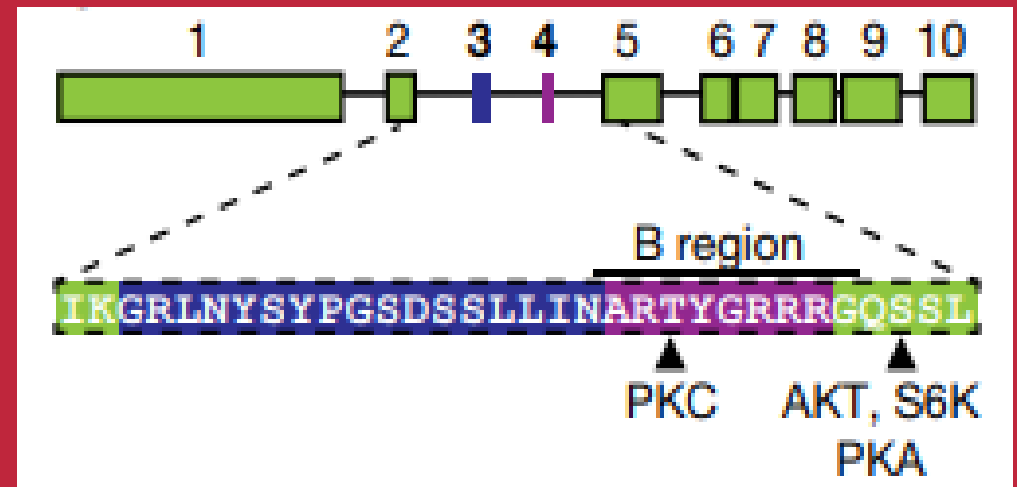 1 2 3 4 5 6 7 8 9 10
B region
IKGRLNYSYPGSDSSLLINARTYGRRRGQSSL
PKC AKT, S6K
PKA